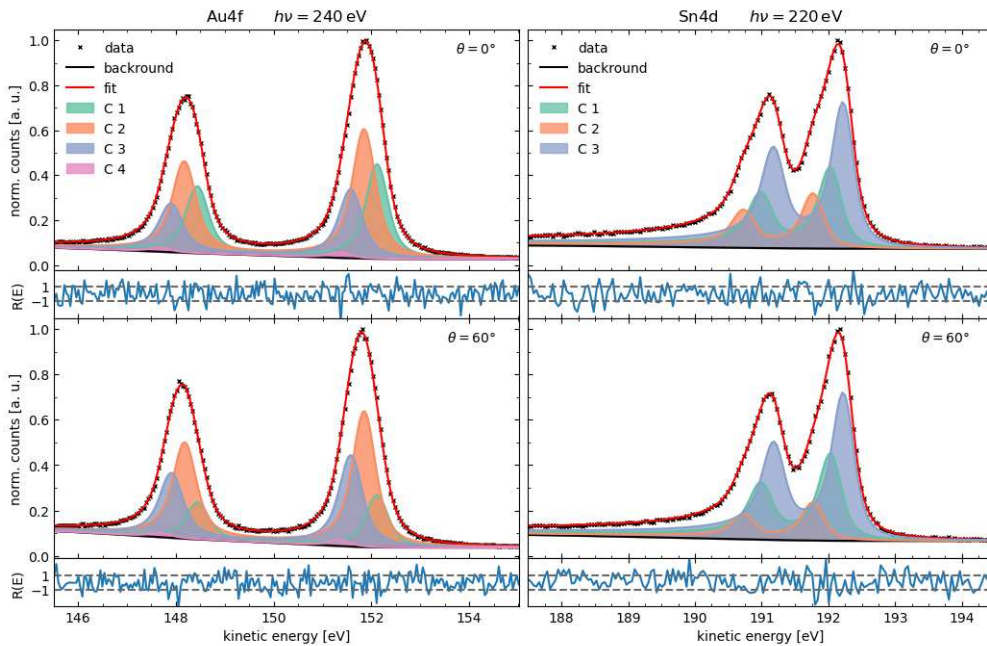 Au4f hν = 240 eV
Sn4d hν = 220 eV
norm. counts [a. u.]
1.0
0.8
0.6
0.4
0.2
0.0
data
backround
fit
C 1
C 2
C 3
C 4
θ = 0°
data
backround
fit
C 1
C 2
C 3
θ = 0°
R(E)
1
−1
norm. counts [a. u.]
1.0
0.8
0.6
0.4
0.2
0.0
θ = 60°
θ = 60°
R(E)
1
−1
146 148 150 152 154
188 189 190 191 192 193 194
kinetic energy [eV]
kinetic energy [eV]